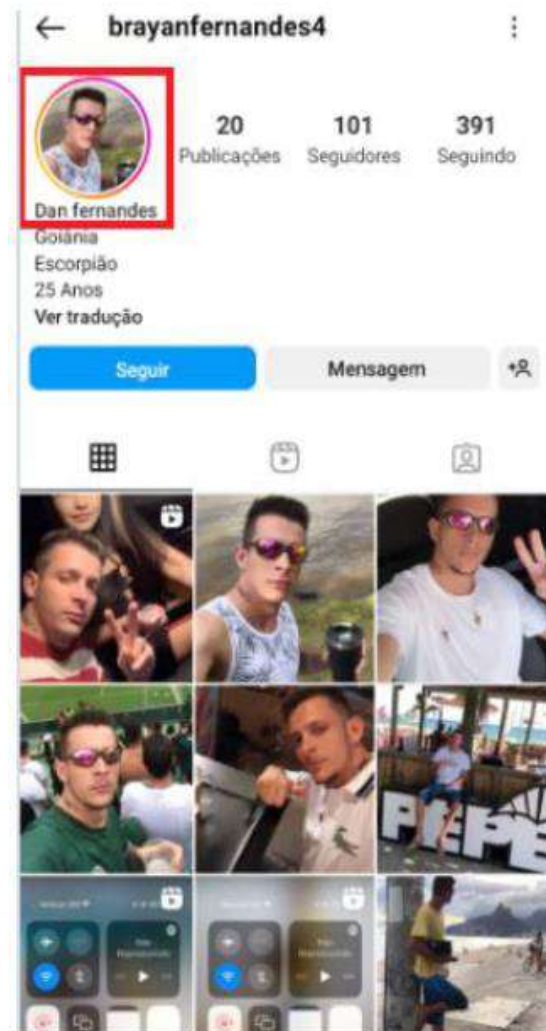 brayanfernandes4
20 101 391
Publicações Seguidores Seguindo
Dan fernandes
Goiânia
Escorpião
25 Anos
Ver tradução
Seguir Mensagem
PEPE